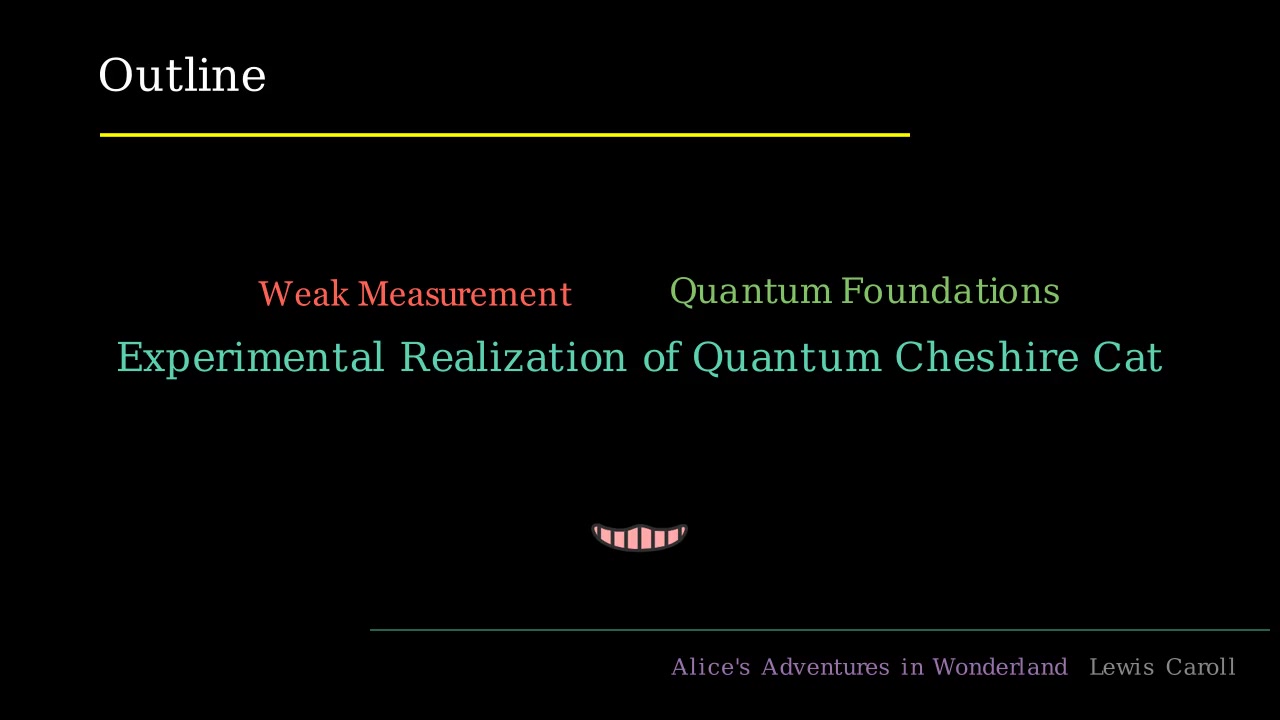 Outline
Weak Measurement Quantum Foundations
Experimental Realization of Quantum Cheshire Cat
Alice's Adventures in Wonderland Lewis Caroll